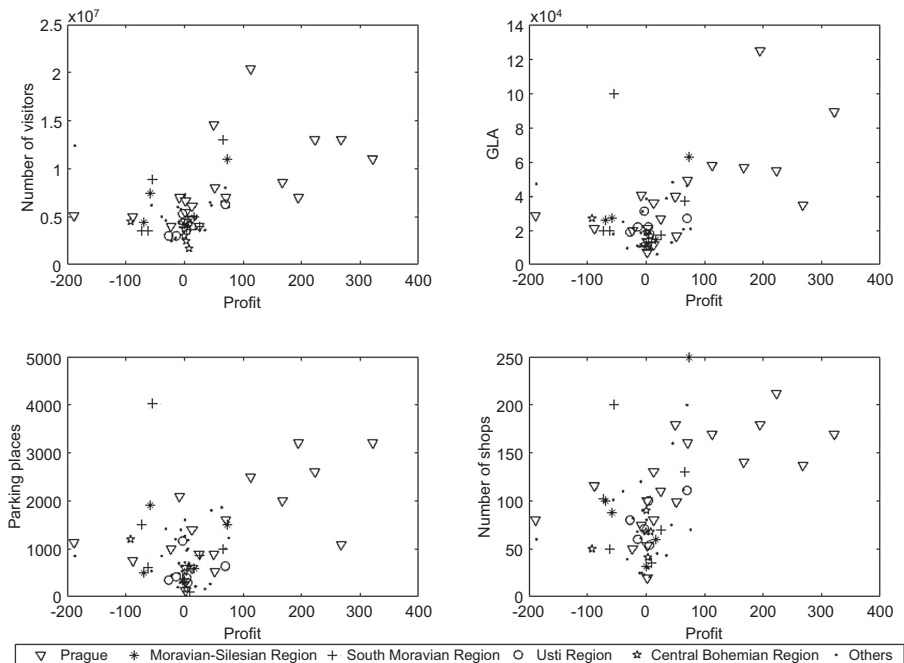 x10⁷
2.5
2
1.5
1
0.5
0
-200 -100 0 100 200 300 400
Number of visitors
Profit
x10⁴
14
12
10
8
6
4
2
0
-200 -100 0 100 200 300 400
GLA
Profit
5000
4000
3000
2000
1000
0
-200 -100 0 100 200 300 400
Parking places
Profit
250
200
150
100
50
0
-200 -100 0 100 200 300 400
Number of shops
Profit
Prague Moravian-Silesian Region South Moravian Region Usti Region Central Bohemian Region Others